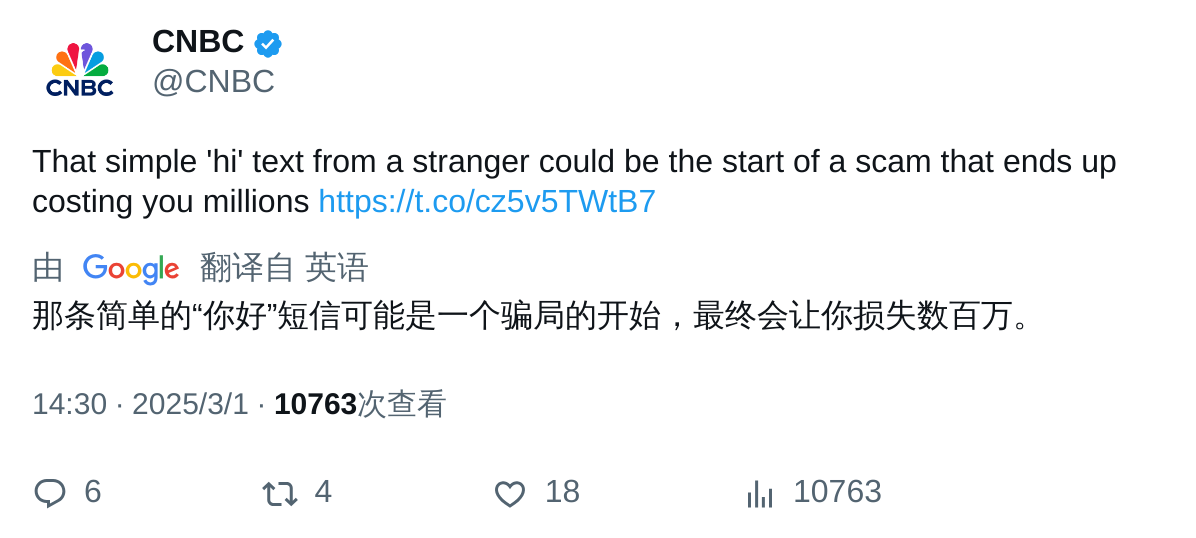 CNBC
CNBC
@CNBC
That simple 'hi' text from a stranger could be the start of a scam that ends up
costing you millions https://t.co/cz5v5TWtB7
由 Google 翻译自 英语
那条简单的“你好”短信可能是一个骗局的开始，最终会让你损失数百万。
14:30 · 2025/3/1 · 10763次查看
6 4 18 10763